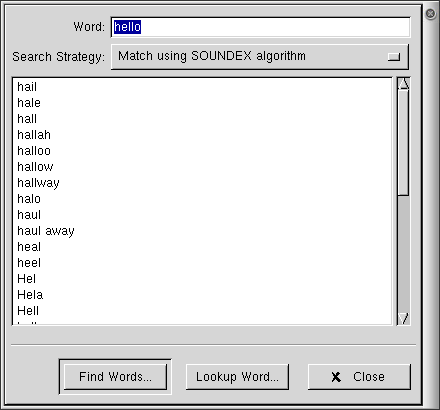 Word: hello
Search Strategy: Match using SOUNDEX algorithm
hail
hale
hall
hallah
halloo
hallow
hallway
halo
haul
haul away
heal
heel
Hel
Hela
Hell
Find Words... Lookup Word... Close